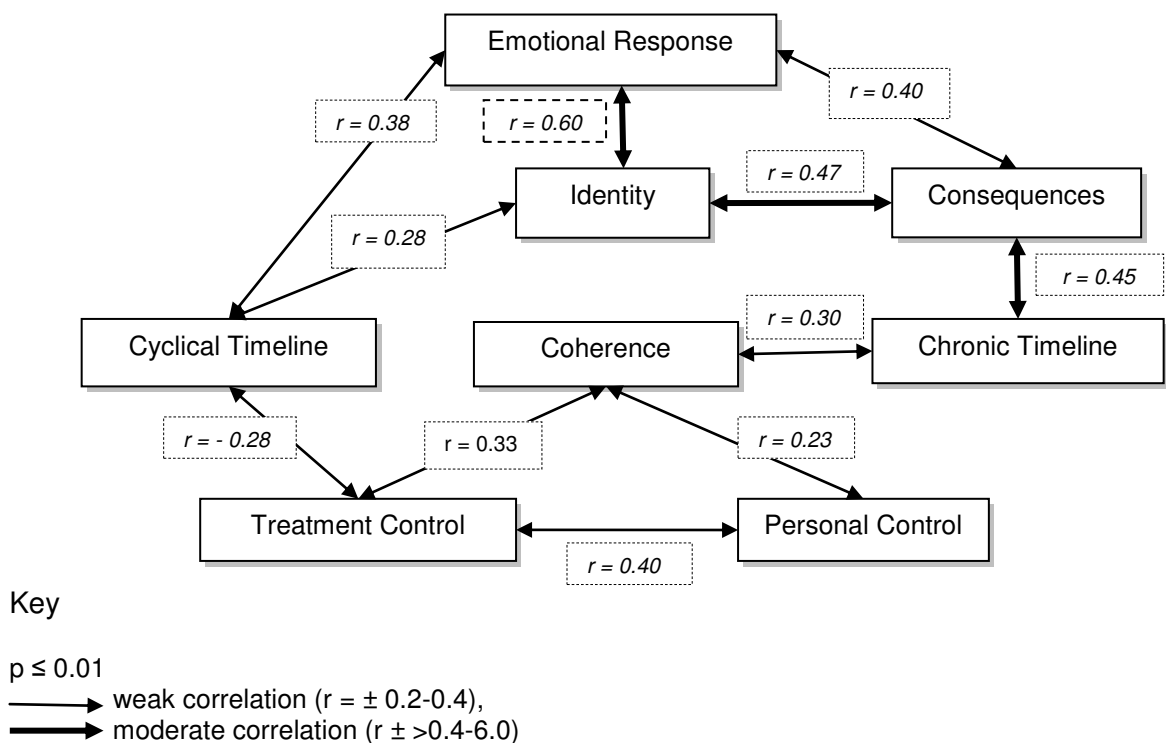 Emotional Response
r = 0.40
r = 0.38
r = 0.60
r = 0.47
Identity
Consequences
r = 0.28
r = 0.45
r = 0.30
Cyclical Timeline
Coherence
Chronic Timeline
r = - 0.28
r = 0.33
r = 0.23
Treatment Control
Personal Control
r = 0.40
Key
p ≤ 0.01
weak correlation (r = ± 0.2-0.4),
moderate correlation (r ± >0.4-6.0)